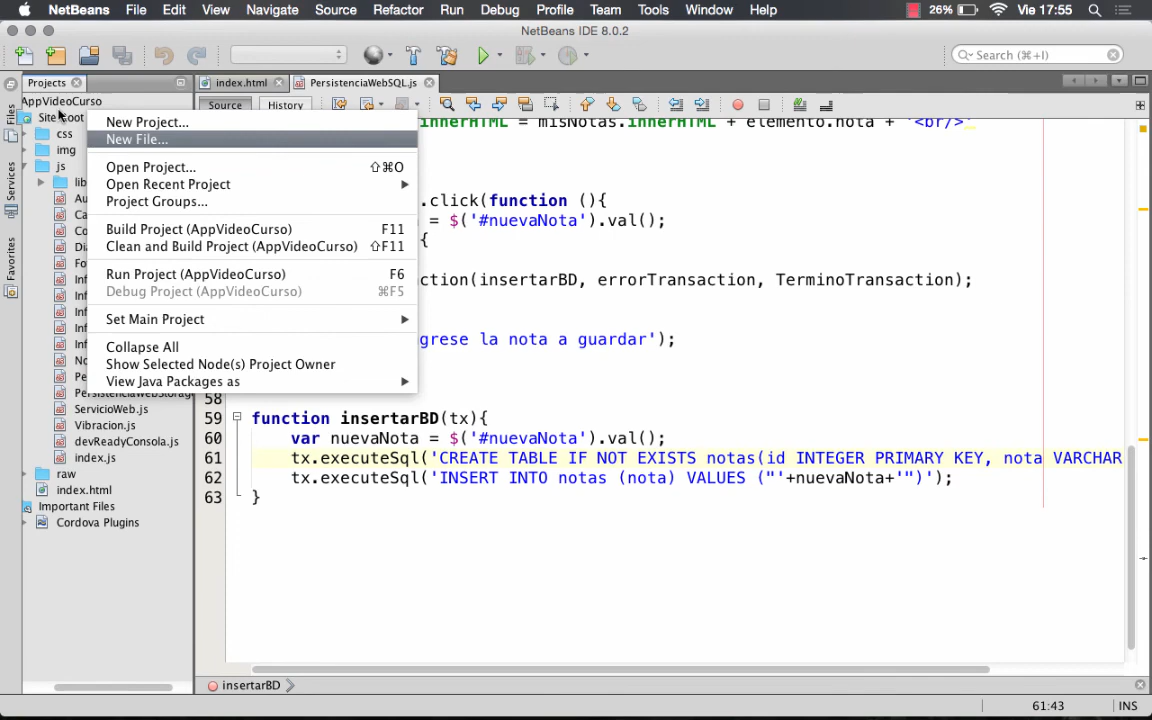 NetBeans File Edit View Navigate Source Refactor Run Debug Profile Team Tools Window Help 26% Vie 17:55
NetBeans IDE 8.0.2
Search (⌘+I)
Projects index.html PersistenciaWebSQL.js
AppVideoCurso Source History
Site Root
css
img
js
lib
ServicioWeb.js
Vibracion.js
devReadyConsola.js
index.js
raw
index.html
Important Files
Cordova Plugins
Files
Services
Favorites
New Project...
New File...
Open Project... ⇧⌘O
Open Recent Project
Project Groups...
Build Project (AppVideoCurso) F11
Clean and Build Project (AppVideoCurso) ⇧F11
Run Project (AppVideoCurso) F6
Debug Project (AppVideoCurso) ⌘F5
Set Main Project
Collapse All
Show Selected Node(s) Project Owner
View Java Packages as
innerHTML = misNotas.innerHTML + elemento.nota + '<br/>'
.click(function (){
= $('#nuevaNota').val();
{
ction(insertarBD, errorTransaction, TerminoTransaction);
grese la nota a guardar');
58
59 function insertarBD(tx){
60 var nuevaNota = $('#nuevaNota').val();
61 tx.executeSql('CREATE TABLE IF NOT EXISTS notas(id INTEGER PRIMARY KEY, nota VARCHAR
62 tx.executeSql('INSERT INTO notas (nota) VALUES ("'+nuevaNota+'")');
63 }
insertarBD
61:43 INS